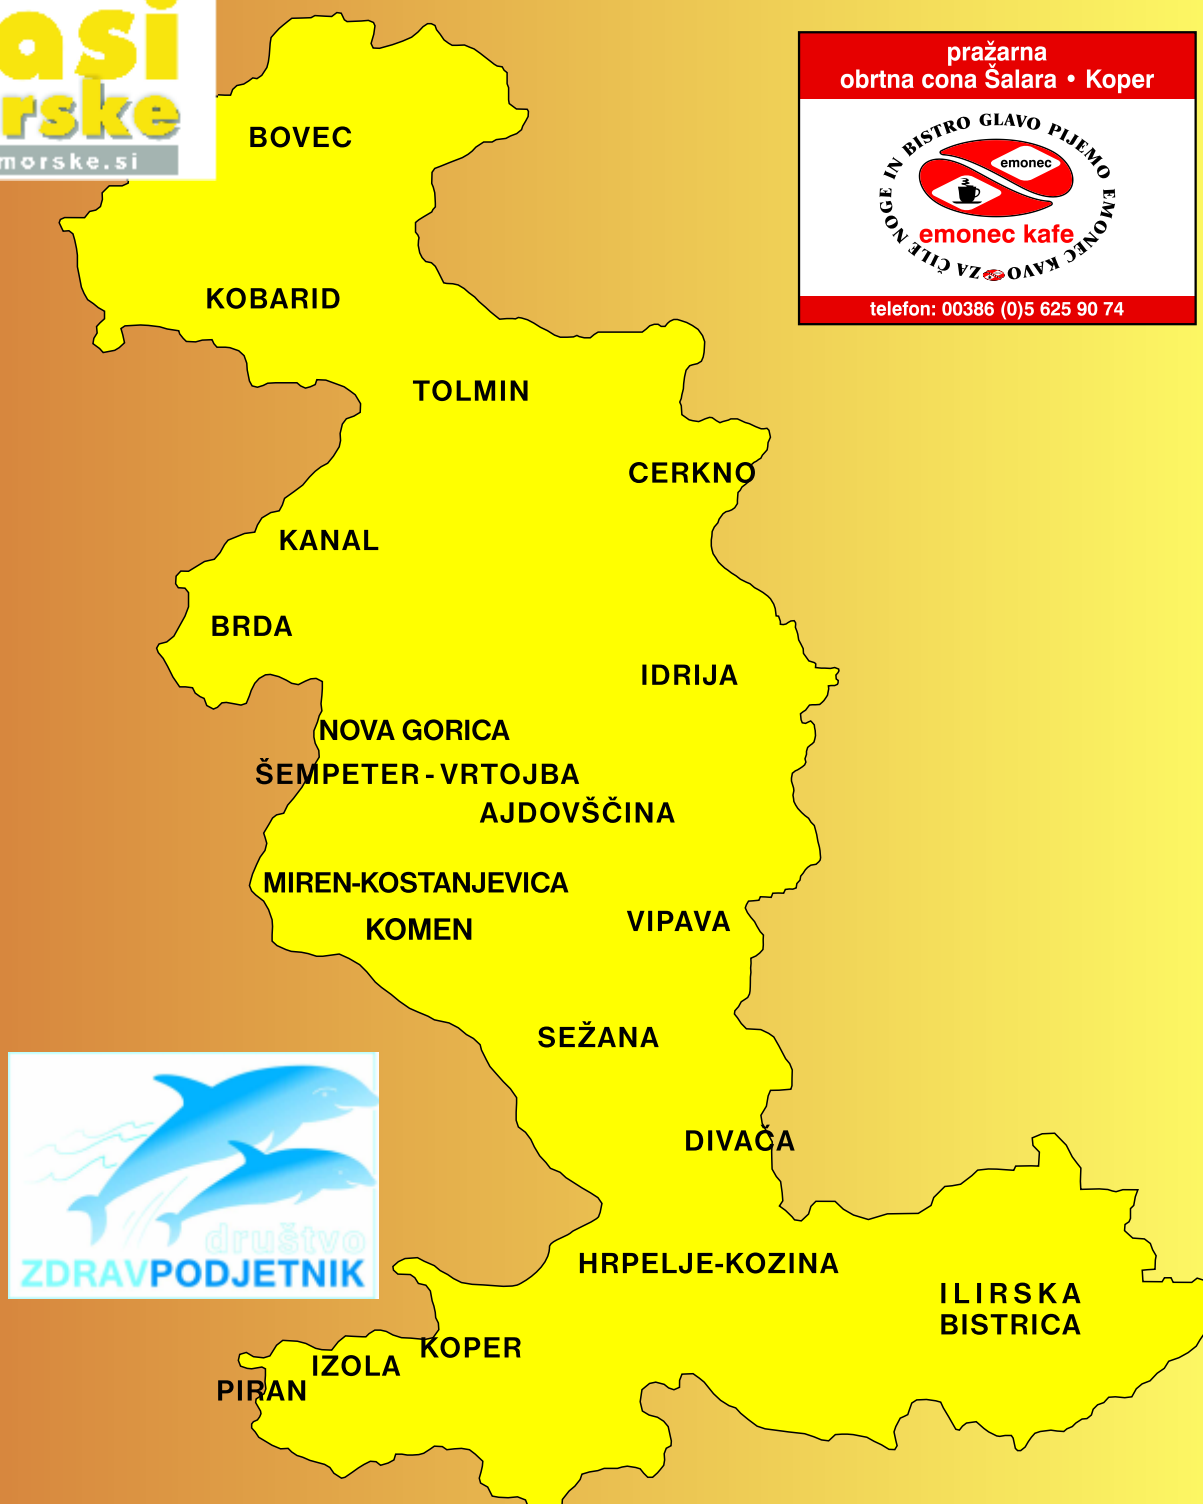 asi
rske
morske.si
pražarna
obrtna cona Šalara • Koper
ZA ČILE NOGE IN BISTRO GLAVO PIJEMO EMONEC KAVO
emonec
emonec kafe
telefon: 00386 (0)5 625 90 74
BOVEC
KOBARID
TOLMIN
CERKNO
KANAL
BRDA
IDRIJA
NOVA GORICA
ŠEMPETER - VRTOJBA
AJDOVŠČINA
MIREN-KOSTANJEVICA
KOMEN
VIPAVA
SEŽANA
DIVAČA
društvo
ZDRAVPODJETNIK
HRPELJE-KOZINA
ILIRSKA
BISTRICA
KOPER
IZOLA
PIRAN